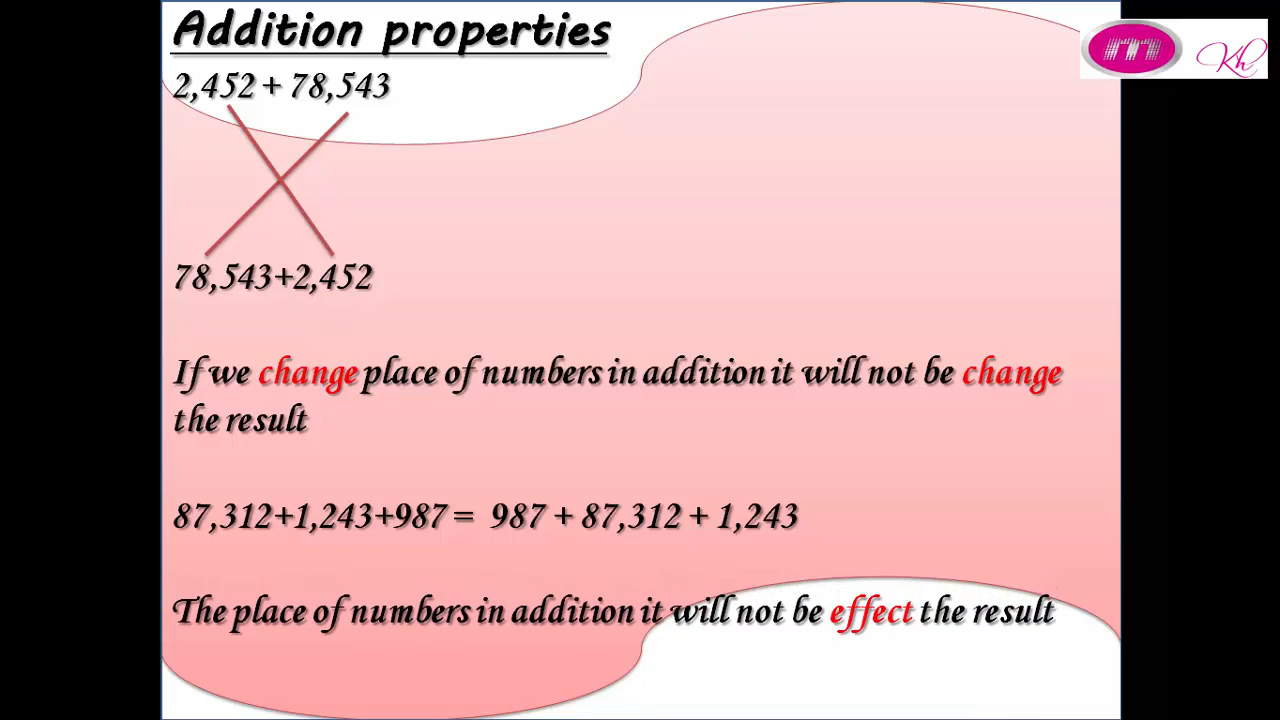 Addition properties
m Kh
2,452 + 78,543
78,543+2,452
If we change place of numbers in addition it will not be change
the result
87,312+1,243+987 = 987 + 87,312 + 1,243
The place of numbers in addition it will not be effect the result